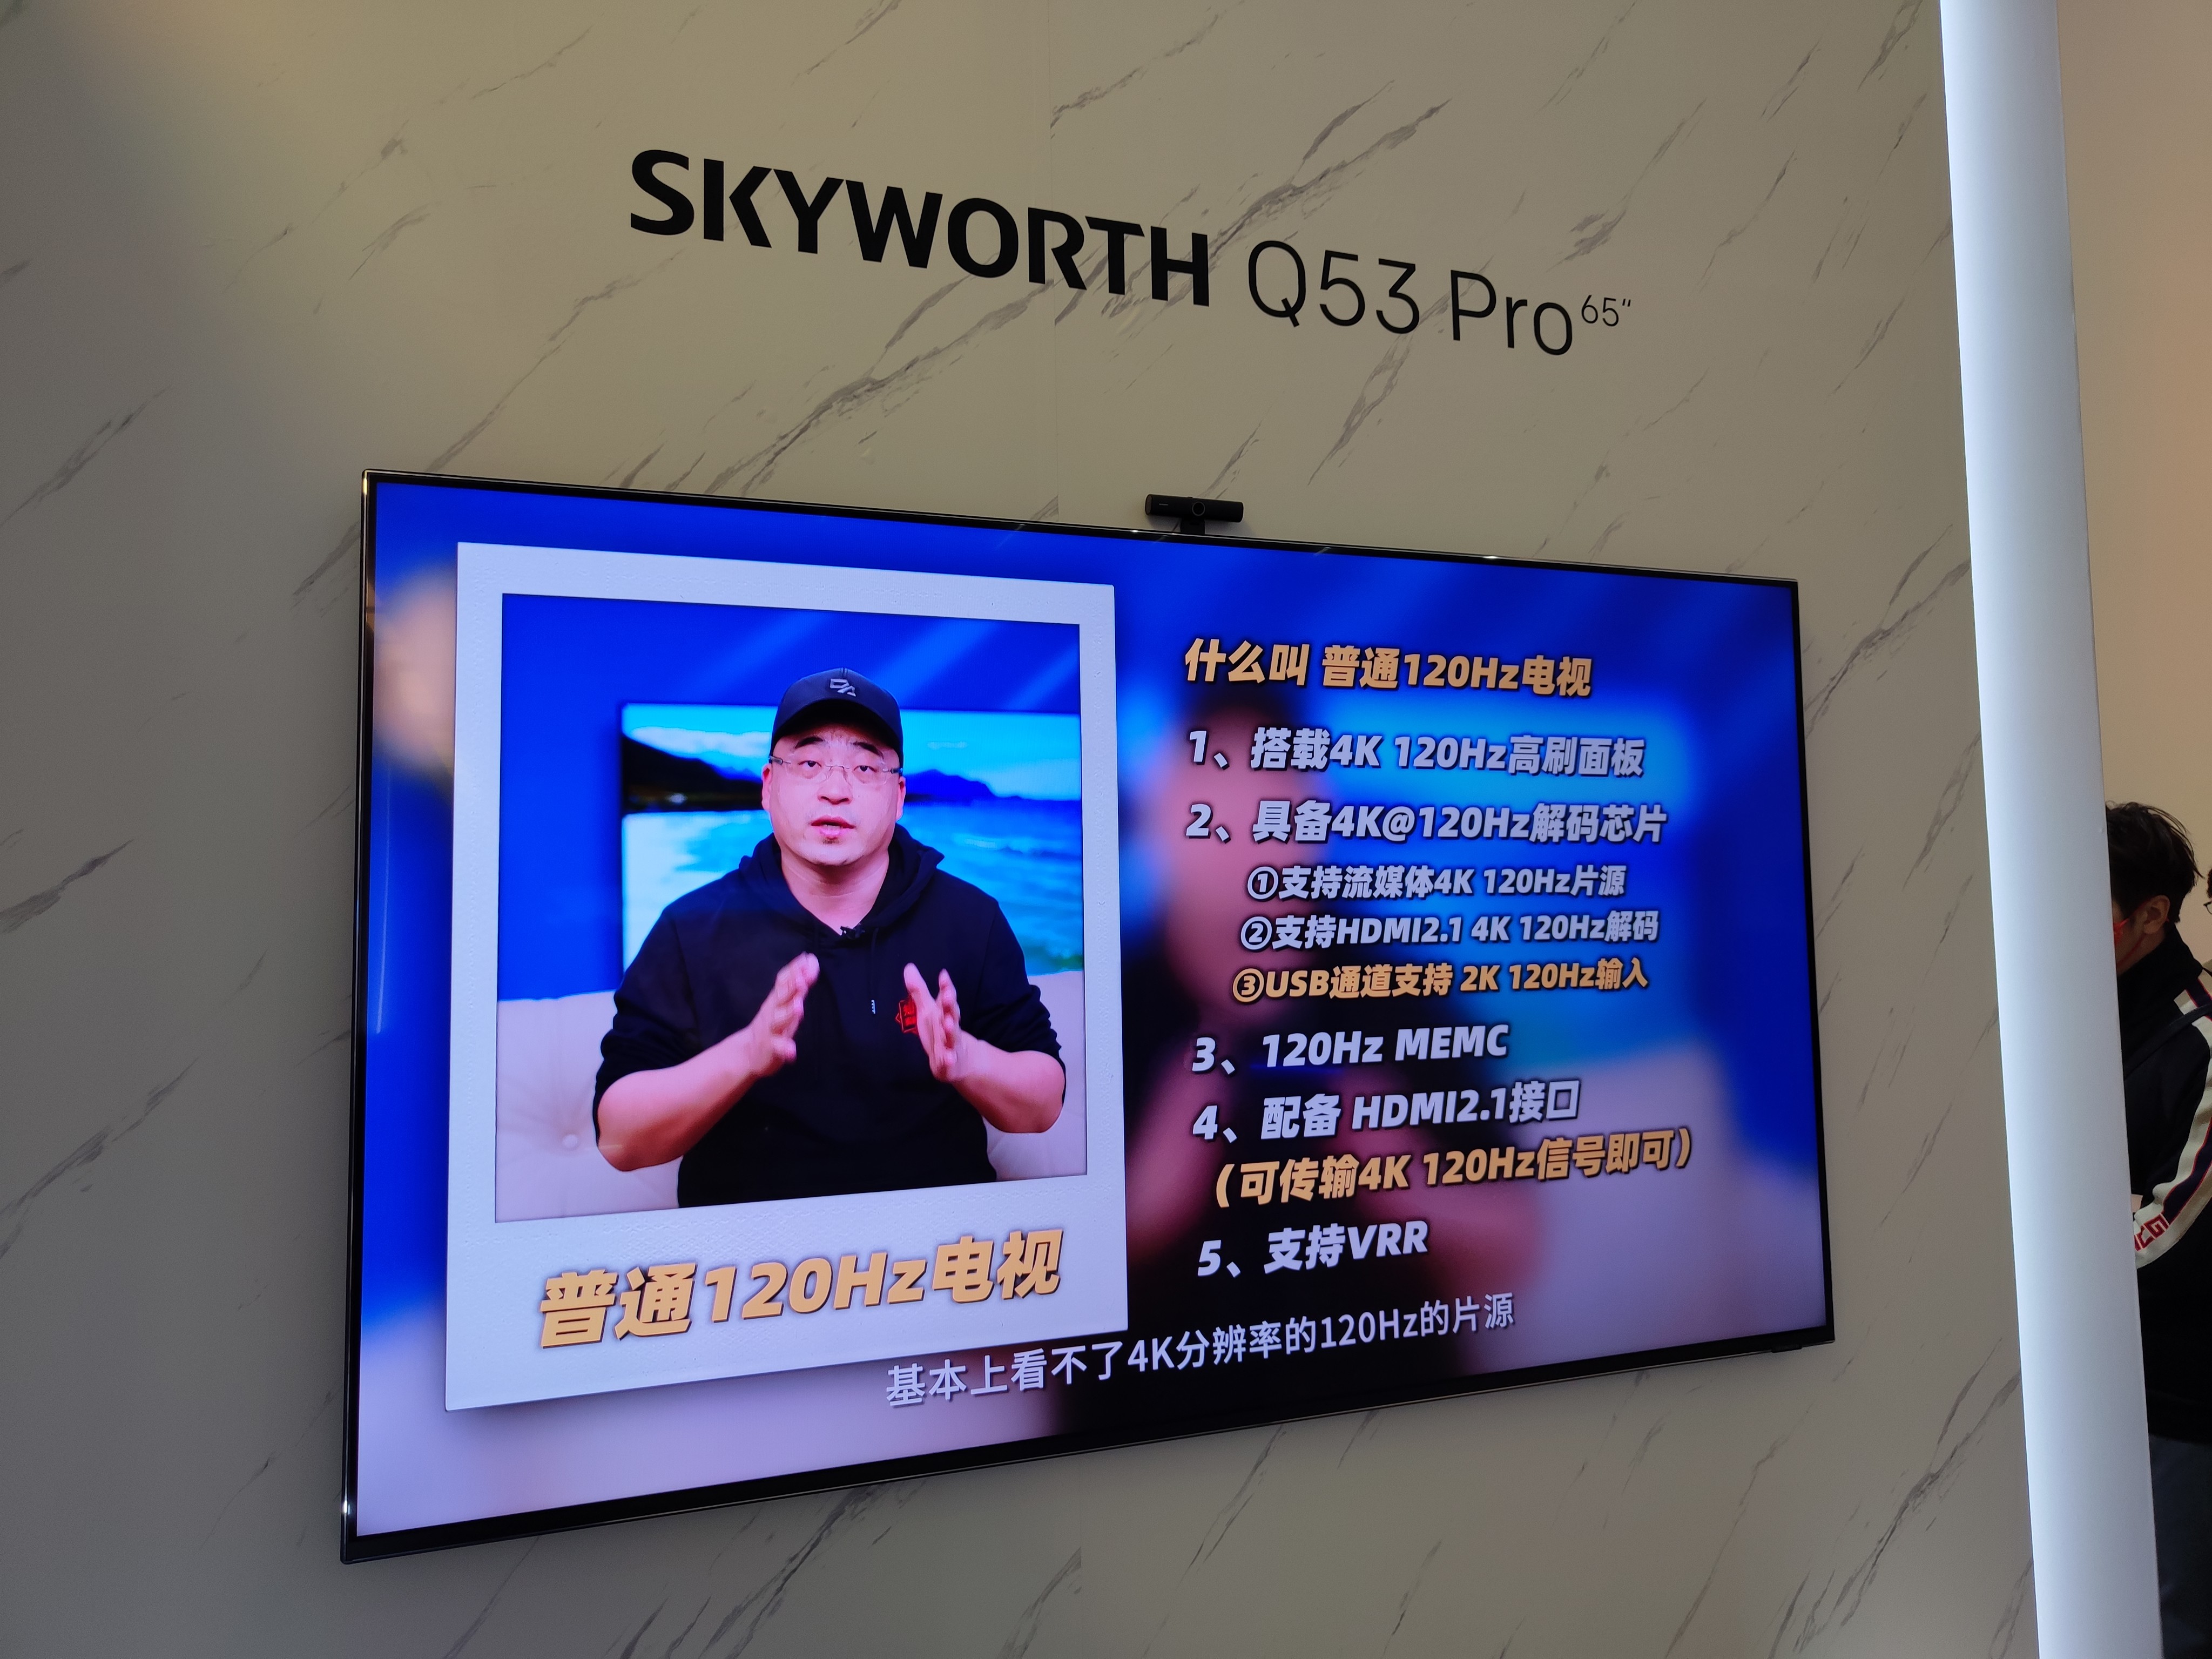 SKYWORTH Q53 Pro 65"
什么叫 普通120Hz电视
1、搭载4K 120Hz高刷面板
2、具备4K@120Hz解码芯片
①支持流媒体4K 120Hz片源
②支持HDMI2.1 4K 120Hz解码
③USB通道支持 2K 120Hz输入
3、120Hz MEMC
4、配备 HDMI2.1接口
（可传输4K 120Hz信号即可）
5、支持VRR
普通120Hz电视
基本上看不了4K分辨率的120Hz的片源